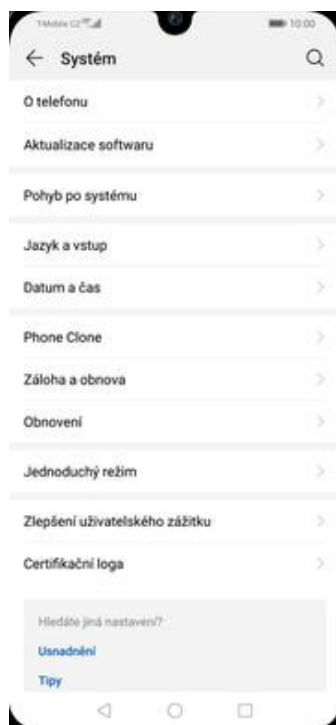 T-Mobile CZ
10:00
Systém
O telefonu
Aktualizace softwaru
Pohyb po systému
Jazyk a vstup
Datum a čas
Phone Clone
Záloha a obnova
Obnovení
Jednoduchý režim
Zlepšení uživatelského zážitku
Certifikační loga
Hledáte jiná nastavení?
Usnadnění
Tipy